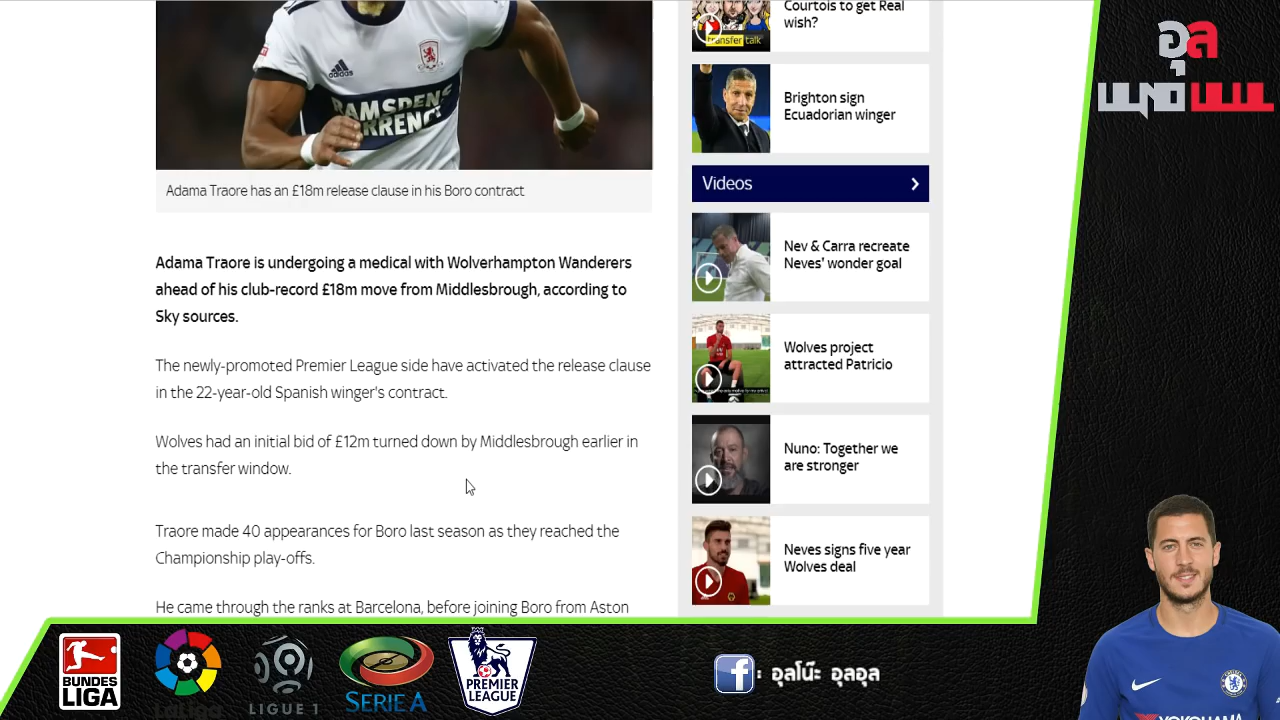 Courtois to get Real
wish?
transfer talk
Brighton sign
Ecuadorian winger
adidas
RAMSDENS
CURRENCY
Adama Traore has an £18m release clause in his Boro contract
Videos
Adama Traore is undergoing a medical with Wolverhampton Wanderers
ahead of his club-record £18m move from Middlesbrough, according to
Sky sources.
The newly-promoted Premier League side have activated the release clause
in the 22-year-old Spanish winger's contract.
Wolves had an initial bid of £12m turned down by Middlesbrough earlier in
the transfer window.
Traore made 40 appearances for Boro last season as they reached the
Championship play-offs.
He came through the ranks at Barcelona, before joining Boro from Aston
Nev & Carra recreate
Neves' wonder goal
Wolves project
attracted Patricio
Nuno: Together we
are stronger
Neves signs five year
Wolves deal
อุล
BUNDES
LIGA
LaLiga
LIGUE 1
SERIE A
PREMIER
LEAGUE
f : อุลโน๊ะ อุลอุล
YOKOHAMA